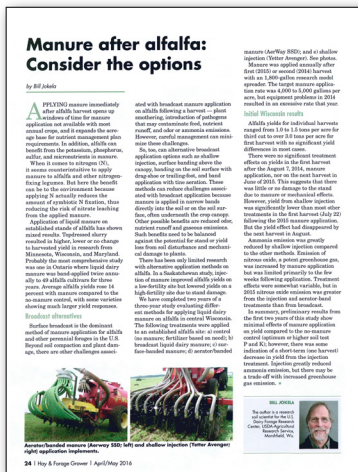 Manure after alfalfa:
Consider the options
by Bill Jokela
APPLYING manure immediately
after alfalfa harvest opens up
windows of time for manure
application not available with most
annual crops, and it expands the acre-
age base for nutrient management plan
requirements. In addition, alfalfa can
benefit from the potassium, phosphorus,
sulfur, and micronutrients in manure.
When it comes to nitrogen (N),
it seems counterintuitive to apply
manure to alfalfa and other nitrogen-
fixing legumes. But here the benefit
can be to the environment because
applying N actually reduces the
amount of symbiotic N fixation, thus
reducing the risk of nitrate leaching
from the applied manure.
Application of liquid manure on
established stands of alfalfa has shown
mixed results. Topdressed slurry
resulted in higher, lower or no change
to harvested yield in research from
Minnesota, Wisconsin, and Maryland.
Probably the most comprehensive study
was one in Ontario where liquid dairy
manure was band-applied twice annu-
ally to 49 alfalfa cultivars for three
years. Average alfalfa yields rose 14
percent with manure compared to the
no-manure control, with some varieties
showing much larger yield responses.
Broadcast alternatives
Surface broadcast is the dominant
method of manure application for alfalfa
and other perennial forages in the U.S.
Beyond soil compaction and plant dam-
age, there are other challenges associ-
ated with broadcast manure application
on alfalfa following a harvest — plant
smothering, introduction of pathogens
that may contaminate feed, nutrient
runoff, and odor or ammonia emissions.
However, careful management can mini-
mize these challenges.
So, too, can alternative broadcast
application options such as shallow
injection, surface banding above the
canopy, banding on the soil surface with
drag-shoe or trailing-foot, and band
application with tine aeration. These
methods can reduce challenges associ-
ated with broadcast application because
manure is applied in narrow bands
directly into the soil or on the soil sur-
face, often underneath the crop canopy.
Other possible benefits are reduced odor,
nutrient runoff and gaseous emissions.
Such benefits need to be balanced
against the potential for stand or yield
loss from soil disturbance and mechani-
cal damage to plants.
There has been only limited research
with alternative application methods on
alfalfa. In a Saskatchewan study, injec-
tion of manure improved alfalfa yields on
a low-fertility site but lowered yields on a
high-fertility site due to stand damage.
We have completed two years of a
three-year study evaluating differ-
ent methods for applying liquid dairy
manure on alfalfa in central Wisconsin.
The following treatments were applied
to an established alfalfa site: a) control
(no manure; fertilizer based on need); b)
broadcast liquid dairy manure; c) sur-
face-banded manure; d) aerator/banded
manure (AerWay SSD); and e) shallow
injection (Yetter Avenger). See photos.
Manure was applied annually after
first (2015) or second (2014) harvest
with an 1,800-gallon research model
spreader. The target manure applica-
tion rate was 4,000 to 5,000 gallons per
acre, but equipment problems in 2014
resulted in an excessive rate that year.
Initial Wisconsin results
Alfalfa yields for individual harvests
ranged from 1.0 to 1.5 tons per acre for
third cut to over 3.0 tons per acre for
first harvest with no significant yield
differences in most cases.
There were no significant treatment
effects on yields in the first harvest
after the August 7, 2014, manure
application, nor on the next harvest in
June of 2015. This suggests that there
was little or no damage to the stand
due to manure or mechanical effects.
However, yield from shallow injection
was significantly lower than most other
treatments in the first harvest (July 22)
following the 2015 manure application.
But the yield effect had disappeared by
the next harvest in August.
Ammonia emission was greatly
reduced by shallow injection compared
to the other methods. Emission of
nitrous oxide, a potent greenhouse gas,
was increased by manure application,
but was limited primarily to the few
weeks following application. Treatment
effects were somewhat variable, but in
2015 nitrous oxide emission was greater
from the injection and aerator-band
treatments than from broadcast.
In summary, preliminary results from
the first two years of this study show
minimal effects of manure application
on yield compared to the no-manure
control (optimum or higher soil test
P and K); however, there was some
indication of a short-term (one harvest)
decrease in yield from the injection
treatment. Injection greatly reduced
ammonia emission, but there may be
a trade-off with increased greenhouse
gas emission.
Aerator/banded manure (Aerway SSD; left) and shallow injection (Yetter Avenger;
right) application implements.
BILL JOKELA
The author is a research
soil scientist at the U.S.
Dairy Forage Research
Center, USDA-Agricultural
Research Service,
Marshfield, Wis.
24 | Hay & Forage Grower | April/May 2016